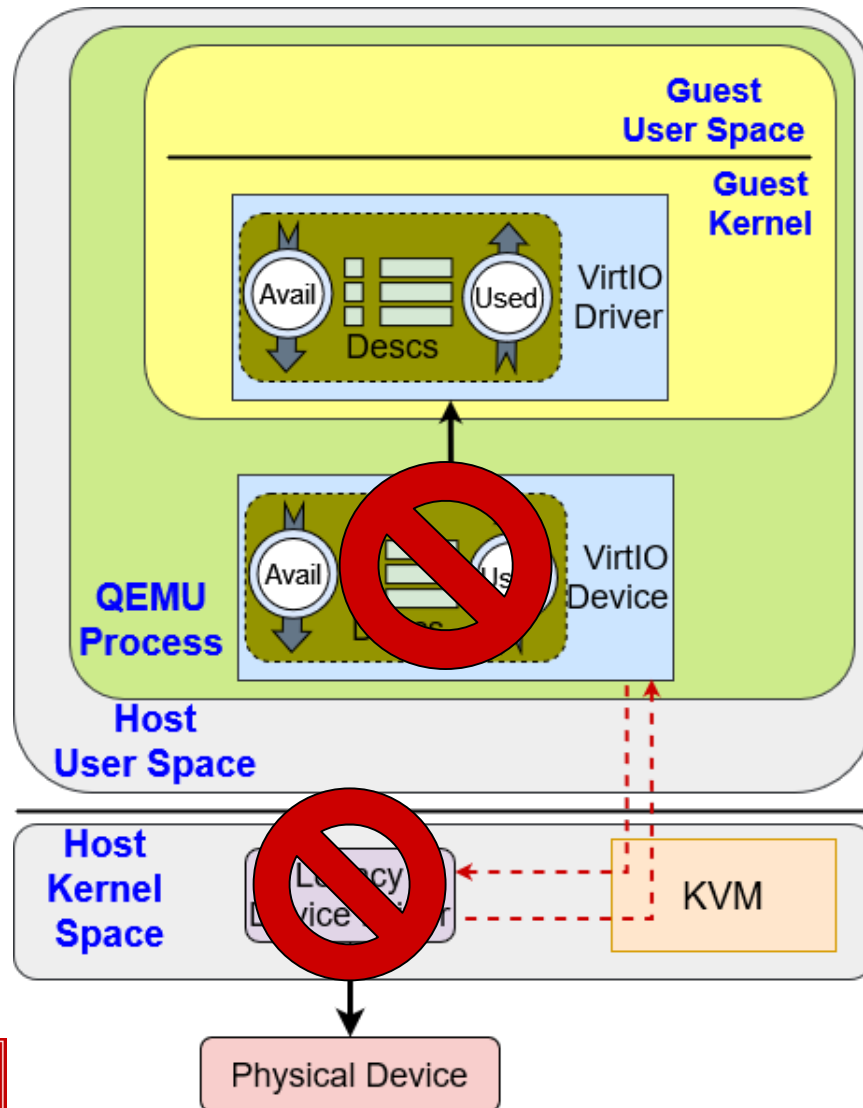 Guest
User Space
Guest
Kernel
Avail
Used
VirtIO
Driver
Descs
Avail
VirtIO
Device
QEMU
Process
Host
User Space
Host
Kernel
Space
KVM
Physical Device